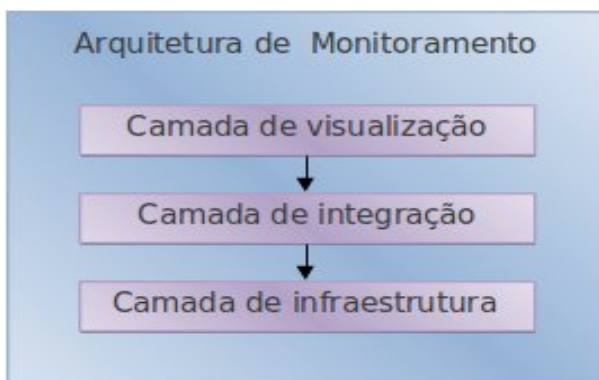 Arquitetura de Monitoramento
Camada de visualização
Camada de integração
Camada de infraestrutura